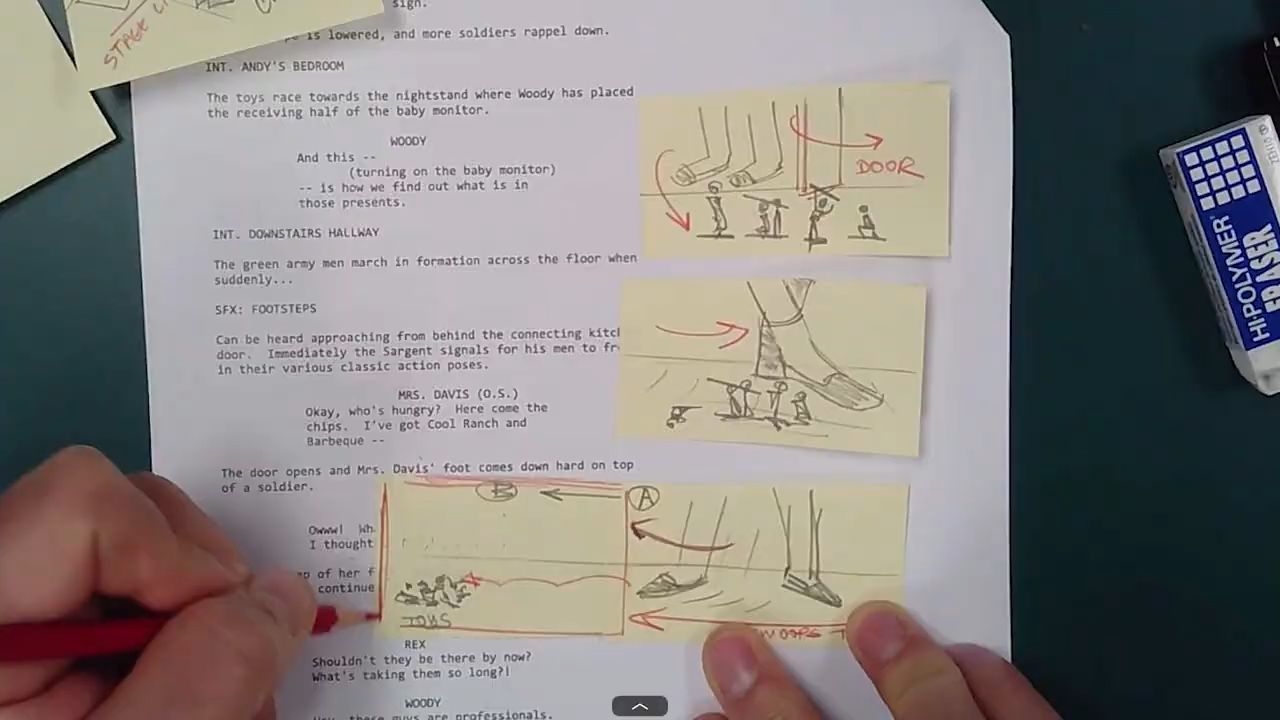 sign.
is lowered, and more soldiers rappel down.
INT. ANDY'S BEDROOM
The toys race towards the nightstand where Woody has placed
the receiving half of the baby monitor.
WOODY
And this --
(turning on the baby monitor)
-- is how we find out what is in
those presents.
INT. DOWNSTAIRS HALLWAY
The green army men march in formation across the floor when
suddenly...
SFX: FOOTSTEPS
Can be heard approaching from behind the connecting kitc
door. Immediately the Sargent signals for his men to fr
in their various classic action poses.
MRS. DAVIS (O.S.)
Okay, who's hungry? Here come the
chips. I've got Cool Ranch and
Barbeque --
The door opens and Mrs. Davis' foot comes down hard on top
of a soldier.
Owww! Wh
I thought
of her f
continue
REX
Shouldn't they be there by now?
What's taking them so long?!
WOODY
these guys are professionals.
STAGE
DOOR
B
A
TOYS
HI-POLYMER
ERASER